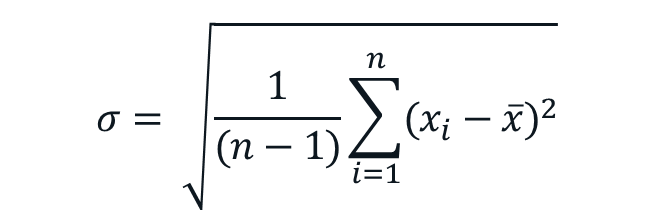 σ = √(1/(n − 1) ∑_{i=1}^{n} (x_i − x̄)²)